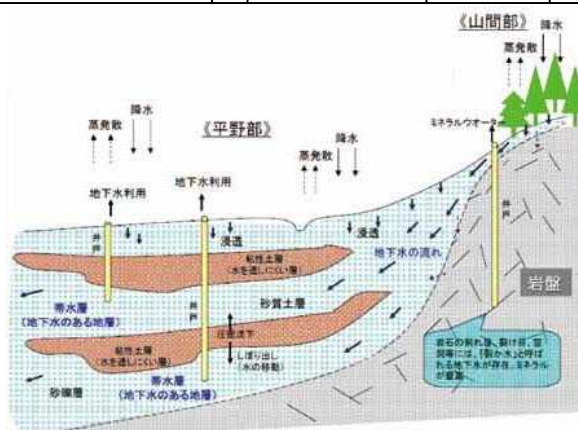 《山間部》
降水
蒸発散
《平野部》
降水
蒸発散
降水
蒸発散
ミネラルウオーター
地下水利用
地下水利用
井戸
浸透
浸透
井戸
粘性土層
(水を通しにくい層)
地下水の流れ
岩盤
井戸
帯水層
(地下水のある地層)
砂質土層
圧密沈下
粘性土層
(水を通しにくい層)
しぼり出し
(水の移動)
砂礫層
帯水層
(地下水のある地層)
岩石の割れ目、裂け目、空
洞等には、「裂か水」と呼ば
れる地下水が存在、ミネラル
が豊富